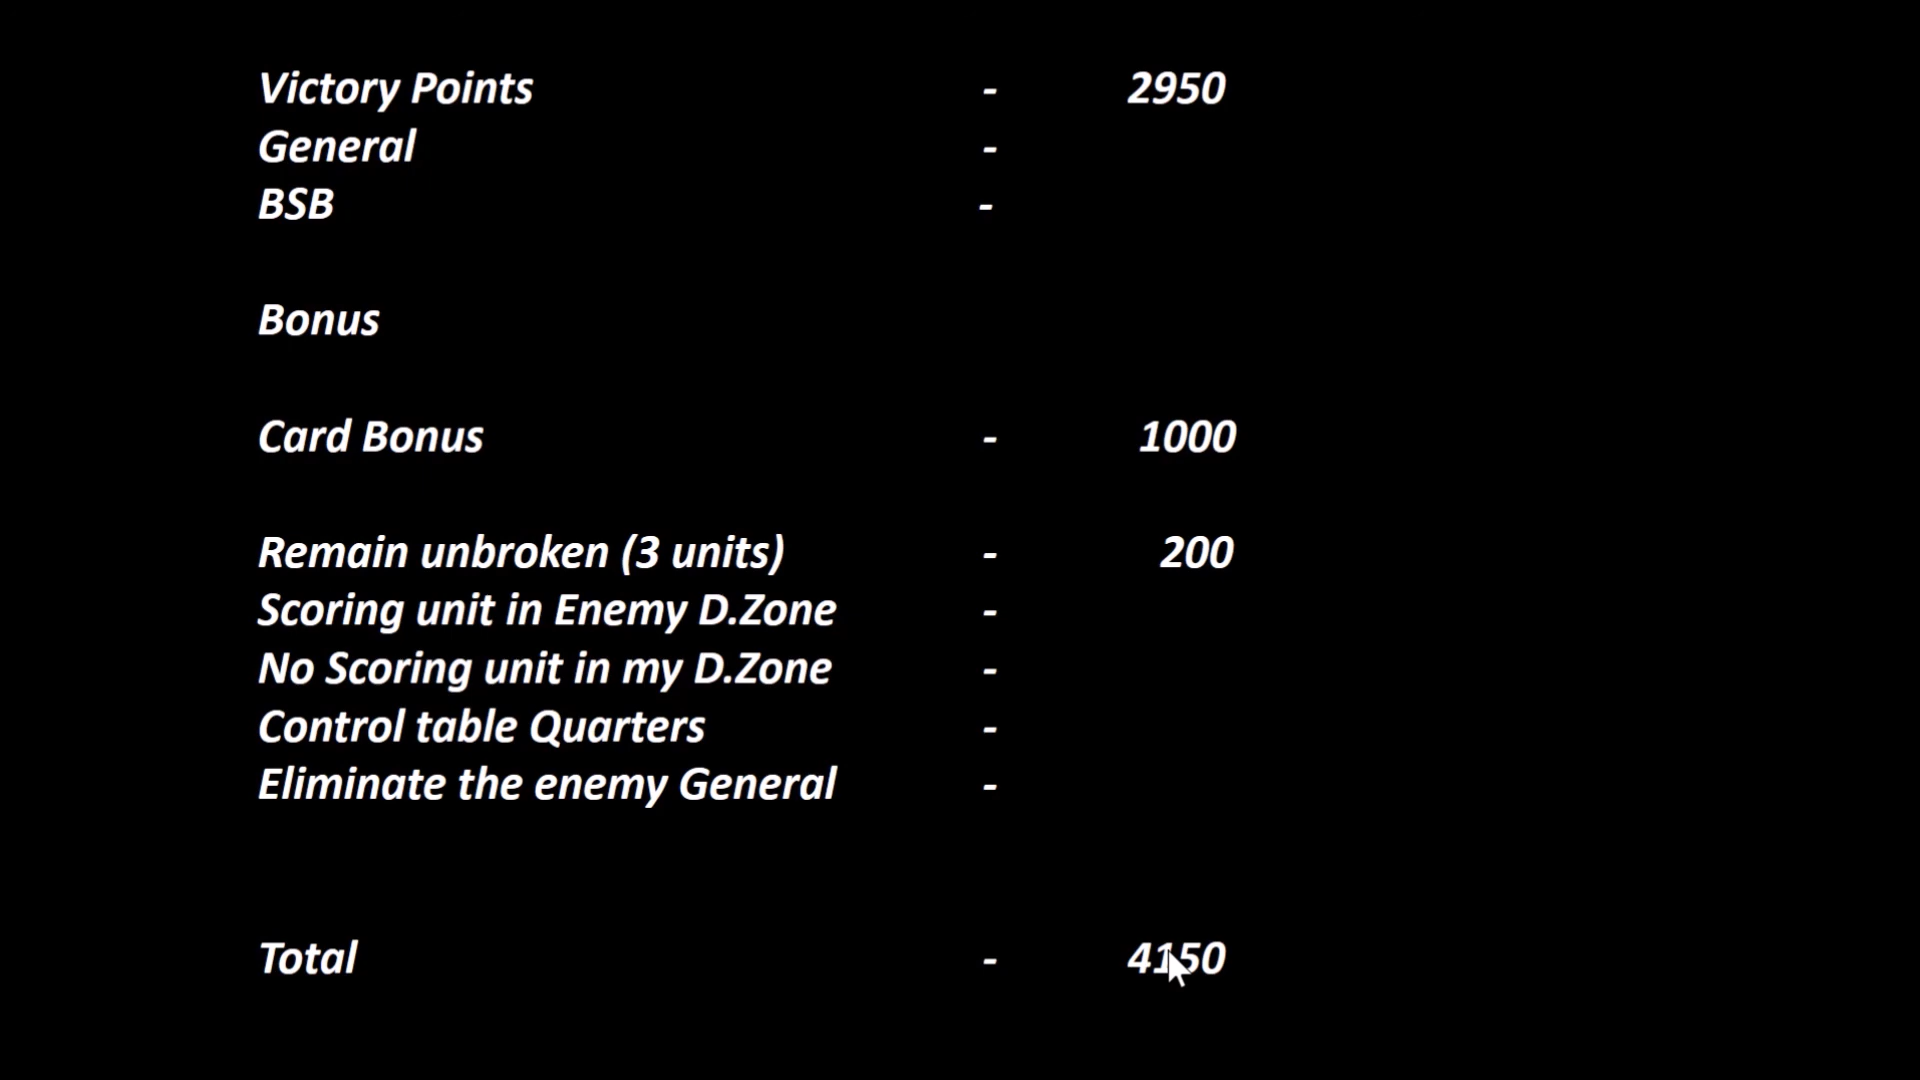 Victory Points - 2950
General -
BSB -
Bonus
Card Bonus - 1000
Remain unbroken (3 units) - 200
Scoring unit in Enemy D.Zone -
No Scoring unit in my D.Zone -
Control table Quarters -
Eliminate the enemy General -
Total - 4150